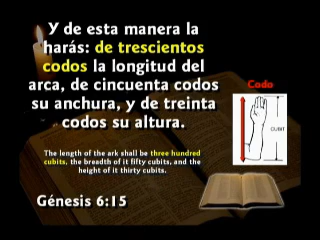 Y de esta manera la
harás: de trescientos
codos la longitud del
arca, de cincuenta codos
su anchura, y de treinta
codos su altura.
Codo
CUBIT
The length of the ark shall be three hundred
cubits, the breadth of it fifty cubits, and the
height of it thirty cubits.
Génesis 6:15